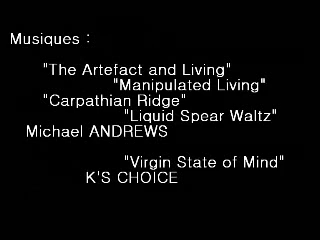 Musiques :
"The Artefact and Living"
"Manipulated Living"
"Carpathian Ridge"
"Liquid Spear Waltz"
Michael ANDREWS
"Virgin State of Mind"
K'S CHOICE